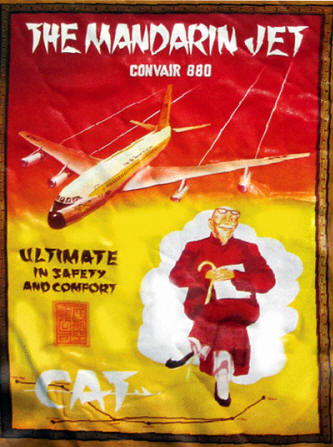 THE MANDARIN JET
CONVAIR 880
ULTIMATE
IN SAFETY
AND COMFORT
CAT